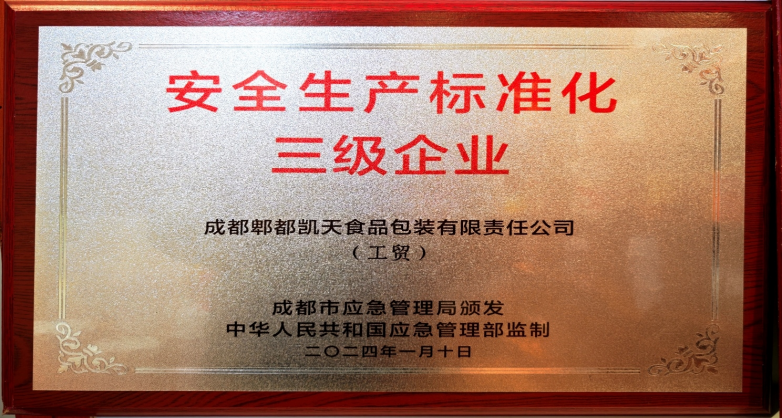 安全生产标准化
三级企业
成都郫都凯天食品包装有限责任公司
（工贸）
成都市应急管理局颁发
中华人民共和国应急管理部监制
二〇二四年一月十日